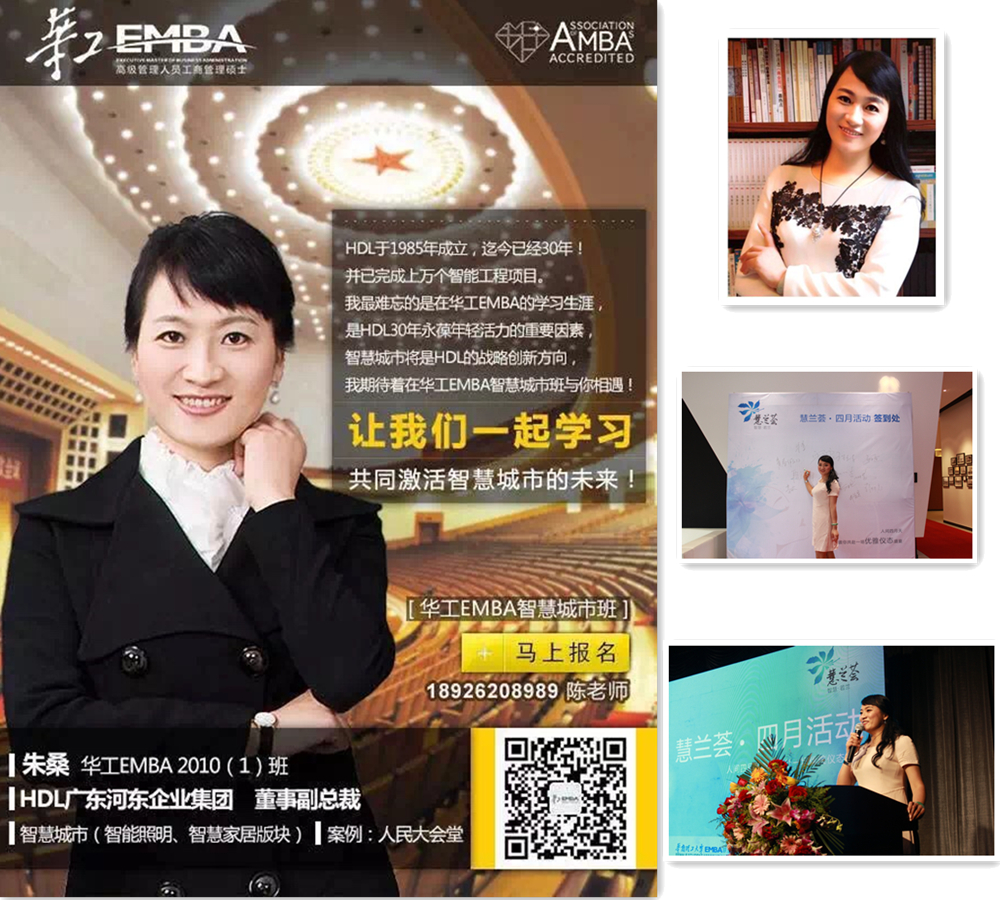 華工 EMBA
EXECUTIVE MASTER OF BUSINESS ADMINISTRATION
高级管理人员工商管理硕士
ASSOCIATION
AMBA's
ACCREDITED
HDL于1985年成立，迄今已经30年！
并已完成上万个智能工程项目。
我最难忘的是在华工EMBA的学习生涯，
是HDL30年永葆年轻活力的重要因素，
智慧城市将是HDL的战略创新方向，
我期待着在华工EMBA智慧城市班与你相遇！
让我们一起学习
共同激活智慧城市的未来！
[ 华工EMBA智慧城市班 ]
+ 马上报名
18926208989 陈老师
朱桑 华工EMBA 2010（1）班
HDL广东河东企业集团 董事副总裁
智慧城市（智能照明、智慧家居版块） 案例：人民大会堂
慧兰荟
慧兰荟·四月活动 签到处
优雅仪态
慧兰荟
慧兰荟·四月活动
华南理工大学 EMBA